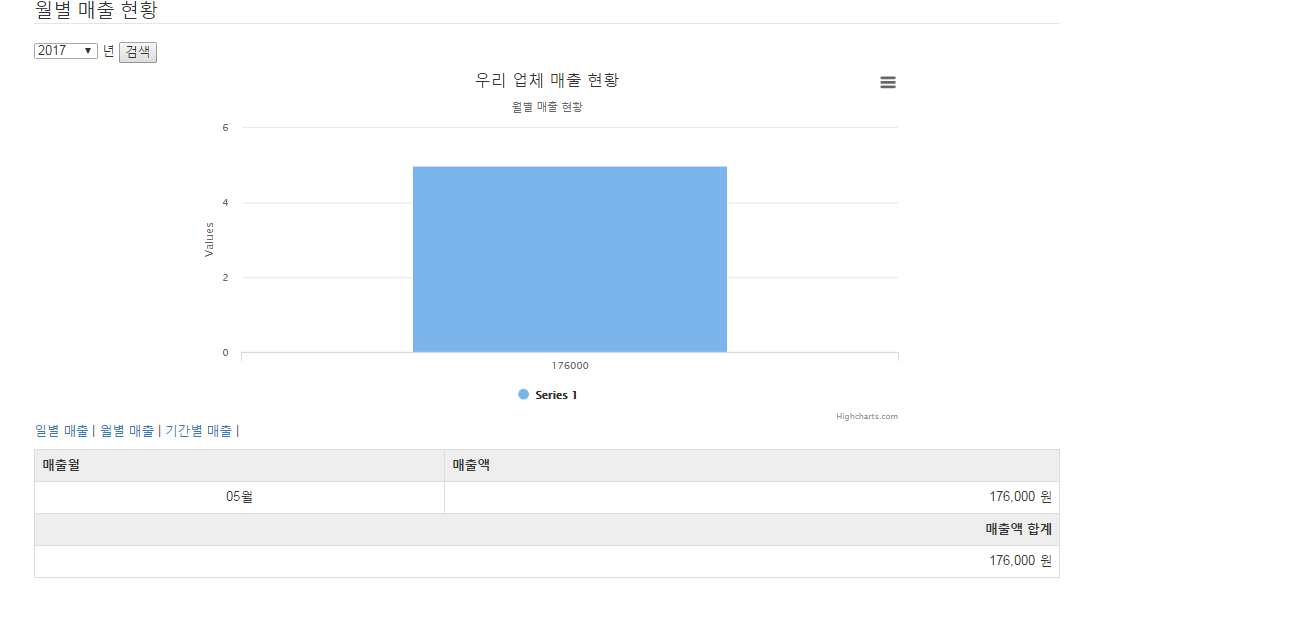 월별 매출 현황
2017 년 검색
우리 업체 매출 현황
월별 매출 현황
6
4
2
0
Values
176000
Series 1
Highcharts.com
일별 매출 | 월별 매출 | 기간별 매출 |
매출월 매출액
05월 176,000 원
매출액 합계
176,000 원